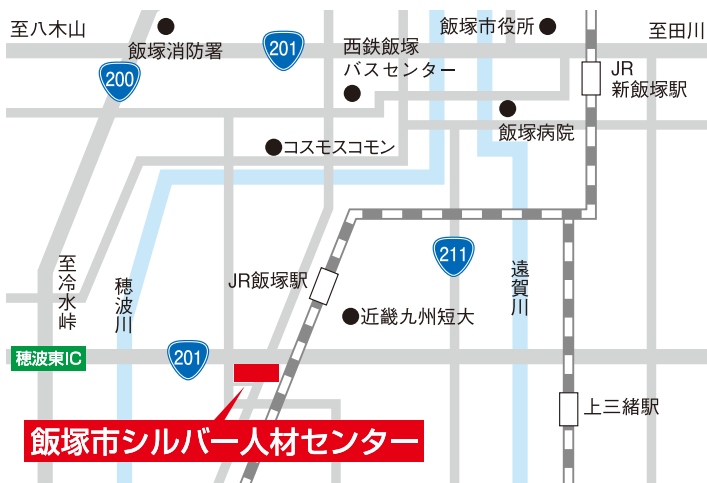 至八木山
飯塚消防署
201
西鉄飯塚
バスセンター
飯塚市役所
至田川
200
JR
新飯塚駅
飯塚病院
コスモスコモン
至冷水峠
穂波川
JR飯塚駅
211
遠賀川
近畿九州短大
穂波東IC
201
上三緒駅
飯塚市シルバー人材センター